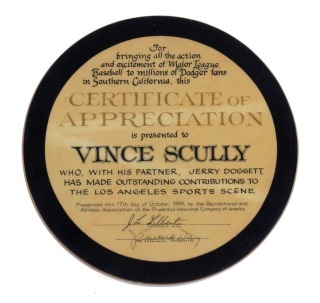 For
bringing all the action
and excitement of Major League
Baseball to millions of Dodger fans
in Southern California, this
CERTIFICATE OF
APPRECIATION
is presented to
VINCE SCULLY
WHO, WITH HIS PARTNER, JERRY DOGGETT,
HAS MADE OUTSTANDING CONTRIBUTIONS TO
THE LOS ANGELES SPORTS SCENE.
Presented this 17th day of October, 1959, by the Recreational and
Athletic Association of the Prudential Insurance Company of America